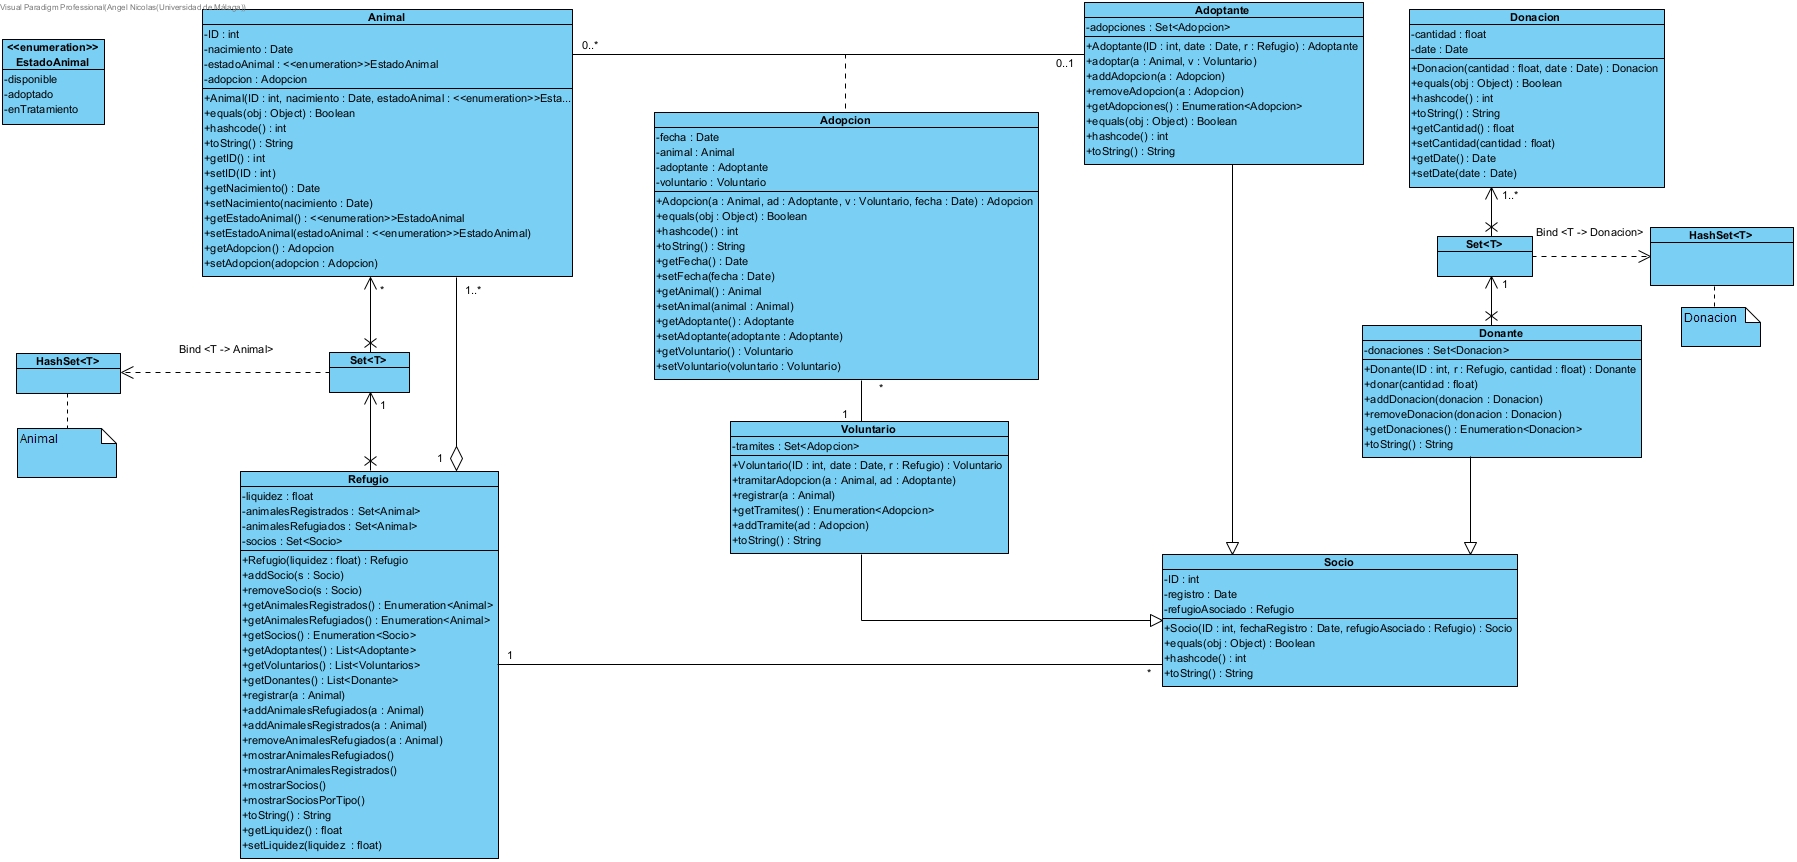 Visual Paradigm Professional(Angel Nicolas(Universidad de Málaga))
<<enumeration>>
EstadoAnimal
-disponible
-adoptado
-enTratamiento
Animal
-ID : int
-nacimiento : Date
-estadoAnimal : <<enumeration>>EstadoAnimal
-adopcion : Adopcion
+Animal(ID : int, nacimiento : Date, estadoAnimal : <<enumeration>>Esta...
+equals(obj : Object) : Boolean
+hashcode() : int
+toString() : String
+getID() : int
+setID(ID : int)
+getNacimiento() : Date
+setNacimiento(nacimiento : Date)
+getEstadoAnimal() : <<enumeration>>EstadoAnimal
+setEstadoAnimal(estadoAnimal : <<enumeration>>EstadoAnimal)
+getAdopcion() : Adopcion
+setAdopcion(adopcion : Adopcion)
0..*
0..1
Adopcion
-fecha : Date
-animal : Animal
-adoptante : Adoptante
-voluntario : Voluntario
+Adopcion(a : Animal, ad : Adoptante, v : Voluntario, fecha : Date) : Adopcion
+equals(obj : Object) : Boolean
+hashcode() : int
+toString() : String
+getFecha() : Date
+setFecha(fecha : Date)
+getAnimal() : Animal
+setAnimal(animal : Animal)
+getAdoptante() : Adoptante
+setAdoptante(adoptante : Adoptante)
+getVoluntario() : Voluntario
+setVoluntario(voluntario : Voluntario)
Adoptante
-adopciones : Set<Adopcion>
+Adoptante(ID : int, date : Date, r : Refugio) : Adoptante
+adoptar(a : Animal, v : Voluntario)
+addAdopcion(a : Adopcion)
+removeAdopcion(a : Adopcion)
+getAdopciones() : Enumeration<Adopcion>
+equals(obj : Object) : Boolean
+hashcode() : int
+toString() : String
Donacion
-cantidad : float
-date : Date
+Donacion(cantidad : float, date : Date) : Donacion
+equals(obj : Object) : Boolean
+hashcode() : int
+toString() : String
+getCantidad() : float
+setCantidad(cantidad : float)
+getDate() : Date
+setDate(date : Date)
1..*
Set<T>
Bind <T -> Donacion>
HashSet<T>
Donacion
1
Donante
-donaciones : Set<Donacion>
+Donante(ID : int, r : Refugio, cantidad : float) : Donante
+donar(cantidad : float)
+addDonacion(donacion : Donacion)
+removeDonacion(donacion : Donacion)
+getDonaciones() : Enumeration<Donacion>
+toString() : String
*
1..*
Bind <T -> Animal>
HashSet<T>
Set<T>
Animal
1
1
Refugio
-liquidez : float
-animalesRegistrados : Set<Animal>
-animalesRefugiados : Set<Animal>
-socios : Set<Socio>
+Refugio(liquidez : float) : Refugio
+addSocio(s : Socio)
+removeSocio(s : Socio)
+getAnimalesRegistrados() : Enumeration<Animal>
+getAnimalesRefugiados() : Enumeration<Animal>
+getSocios() : Enumeration<Socio>
+getAdoptantes() : List<Adoptante>
+getVoluntarios() : List<Voluntarios>
+getDonantes() : List<Donante>
+registrar(a : Animal)
+addAnimalesRefugiados(a : Animal)
+addAnimalesRegistrados(a : Animal)
+removeAnimalesRefugiados(a : Animal)
+mostrarAnimalesRefugiados()
+mostrarAnimalesRegistrados()
+mostrarSocios()
+mostrarSociosPorTipo()
+toString() : String
+getLiquidez() : float
+setLiquidez(liquidez : float)
*
1
Voluntario
-tramites : Set<Adopcion>
+Voluntario(ID : int, date : Date, r : Refugio) : Voluntario
+tramitarAdopcion(a : Animal, ad : Adoptante)
+registrar(a : Animal)
+getTramites() : Enumeration<Adopcion>
+addTramite(ad : Adopcion)
+toString() : String
1
*
Socio
-ID : int
-registro : Date
-refugioAsociado : Refugio
+Socio(ID : int, fechaRegistro : Date, refugioAsociado : Refugio) : Socio
+equals(obj : Object) : Boolean
+hashcode() : int
+toString() : String